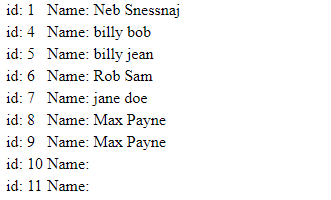 id: 1 Name: Neb Snessnaj
id: 4 Name: billy bob
id: 5 Name: billy jean
id: 6 Name: Rob Sam
id: 7 Name: jane doe
id: 8 Name: Max Payne
id: 9 Name: Max Payne
id: 10 Name:
id: 11 Name: